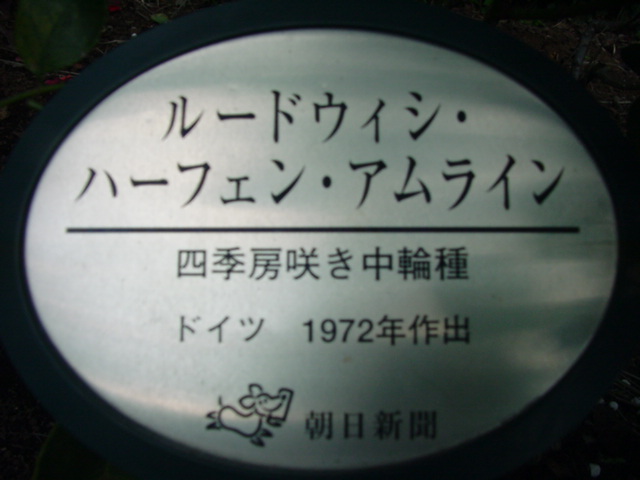 ルードウィシ・
ハーフェン・アムライン
四季房咲き中輪種
ドイツ　1972年作出
朝日新聞